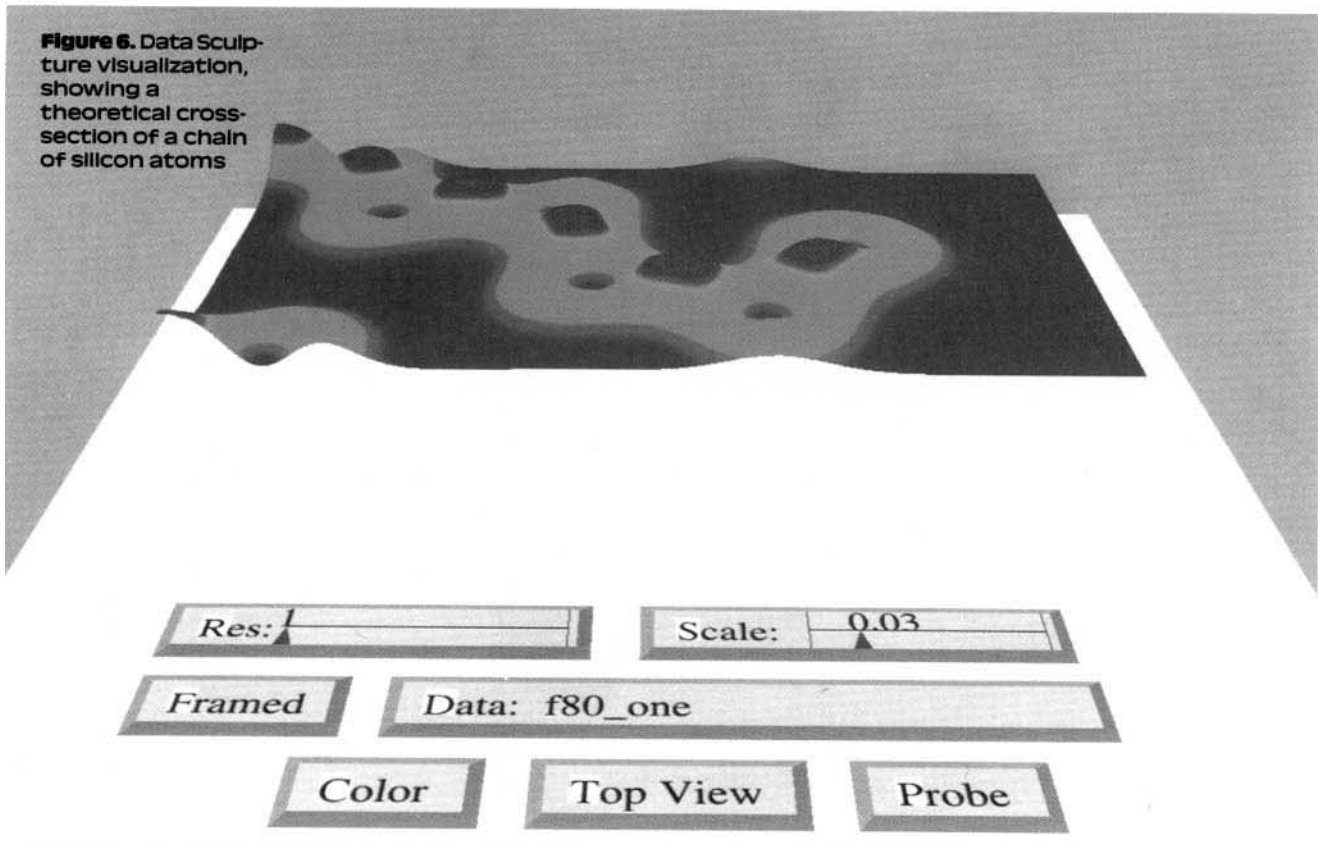 Figure 6. Data Sculp-
ture visualization,
showing a
theoretical cross-
section of a chain
of silicon atoms
Res: 1
Scale: 0.03
Framed
Data: f80_one
Color
Top View
Probe